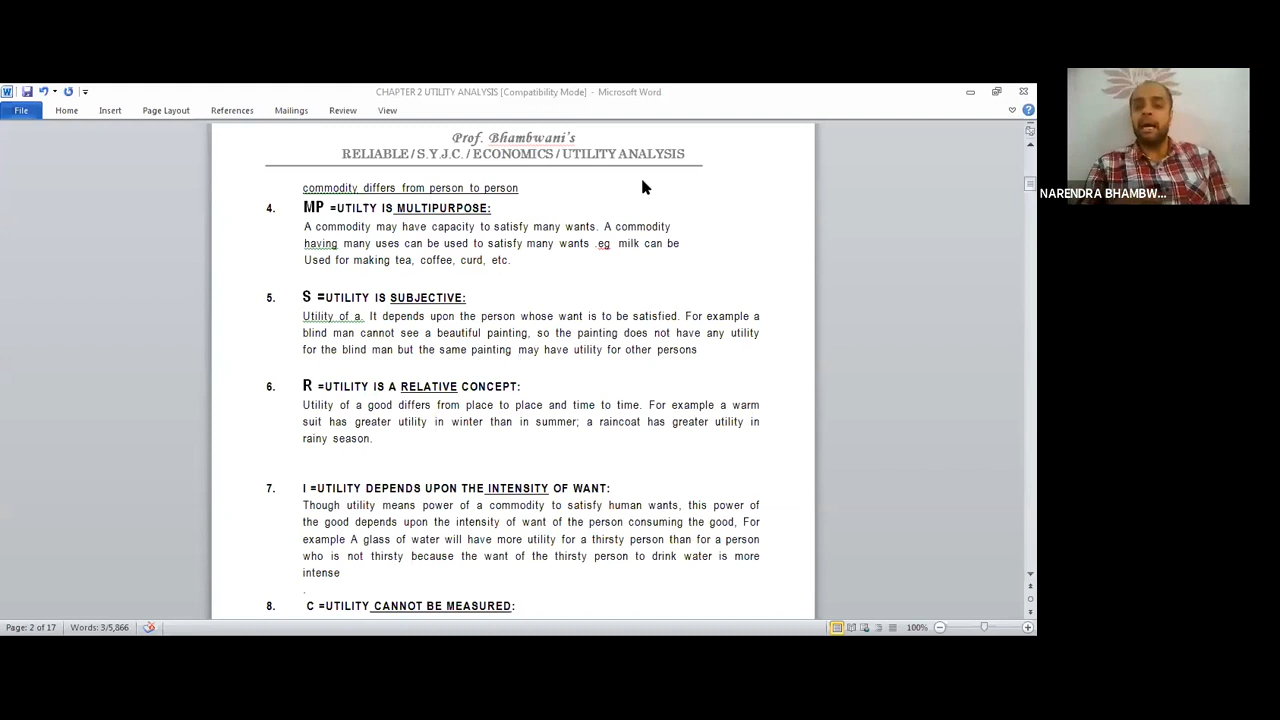 CHAPTER 2 UTILITY ANALYSIS [Compatibility Mode] - Microsoft Word
File Home Insert Page Layout References Mailings Review View
Prof. Bhambwani's
RELIABLE / S.Y.J.C. / ECONOMICS / UTILITY ANALYSIS
commodity differs from person to person
4. MP =UTILTY IS MULTIPURPOSE:
A commodity may have capacity to satisfy many wants. A commodity
having many uses can be used to satisfy many wants .eg milk can be
Used for making tea, coffee, curd, etc.
5. S =UTILITY IS SUBJECTIVE:
Utility of a. It depends upon the person whose want is to be satisfied. For example a
blind man cannot see a beautiful painting, so the painting does not have any utility
for the blind man but the same painting may have utility for other persons
6. R =UTILITY IS A RELATIVE CONCEPT:
Utility of a good differs from place to place and time to time. For example a warm
suit has greater utility in winter than in summer; a raincoat has greater utility in
rainy season.
7. I =UTILITY DEPENDS UPON THE INTENSITY OF WANT:
Though utility means power of a commodity to satisfy human wants, this power of
the good depends upon the intensity of want of the person consuming the good, For
example A glass of water will have more utility for a thirsty person than for a person
who is not thirsty because the want of the thirsty person to drink water is more
intense
.
8. C =UTILITY CANNOT BE MEASURED:
Page: 2 of 17 Words: 3/5,866 100%
NARENDRA BHAMBW...